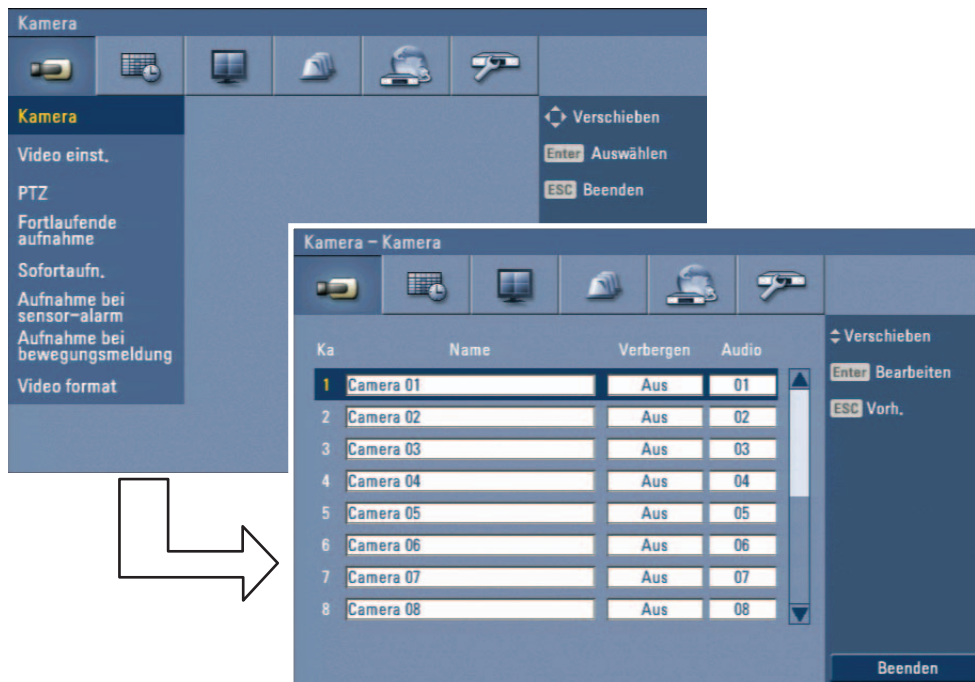 Kamera
Kamera
Video einst.
PTZ
Fortlaufende
aufnahme
Sofortaufn.
Aufnahme bei
sensor-alarm
Aufnahme bei
bewegungsmeldung
Video format
Verschieben
Enter Auswählen
ESC Beenden
Kamera – Kamera
Ka Name Verbergen Audio
1 Camera 01 Aus 01
2 Camera 02 Aus 02
3 Camera 03 Aus 03
4 Camera 04 Aus 04
5 Camera 05 Aus 05
6 Camera 06 Aus 06
7 Camera 07 Aus 07
8 Camera 08 Aus 08
Verschieben
Enter Bearbeiten
ESC Vorh.
Beenden